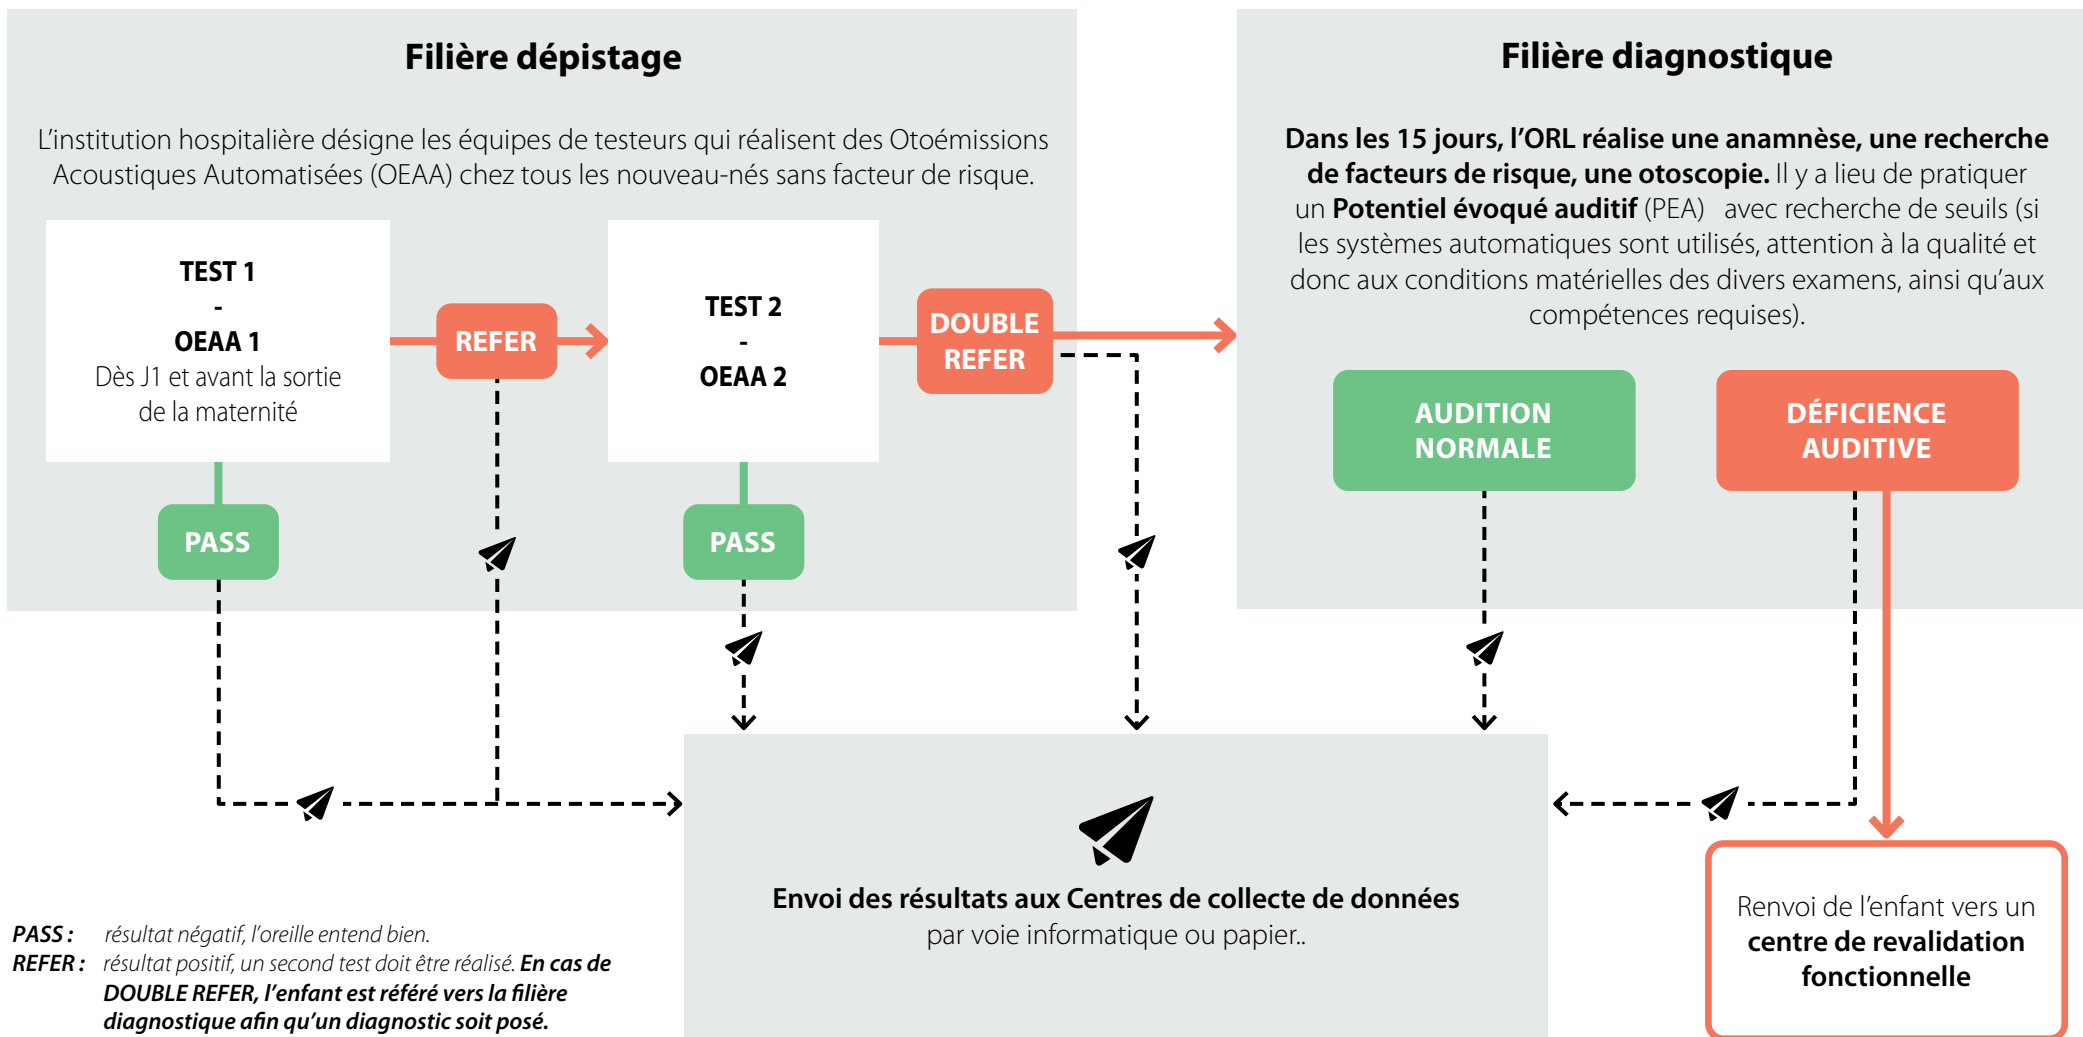 Filière dépistage
L'institution hospitalière désigne les équipes de testeurs qui réalisent des Otoémissions
Acoustiques Automatisées (OEAA) chez tous les nouveau-nés sans facteur de risque.
TEST 1
-
OEAA 1
Dès J1 et avant la sortie
de la maternité
REFER
TEST 2
-
OEAA 2
DOUBLE
REFER
PASS
PASS
Filière diagnostique
Dans les 15 jours, l'ORL réalise une anamnèse, une recherche
de facteurs de risque, une otoscopie. Il y a lieu de pratiquer
un Potentiel évoqué auditif (PEA) avec recherche de seuils (si
les systèmes automatiques sont utilisés, attention à la qualité et
donc aux conditions matérielles des divers examens, ainsi qu'aux
compétences requises).
AUDITION
NORMALE
DÉFICIENCE
AUDITIVE
Envoi des résultats aux Centres de collecte de données
par voie informatique ou papier..
Renvoi de l'enfant vers un
centre de revalidation
fonctionnelle
PASS : résultat négatif, l'oreille entend bien.
REFER : résultat positif, un second test doit être réalisé. En cas de
DOUBLE REFER, l'enfant est référé vers la filière
diagnostique afin qu'un diagnostic soit posé.